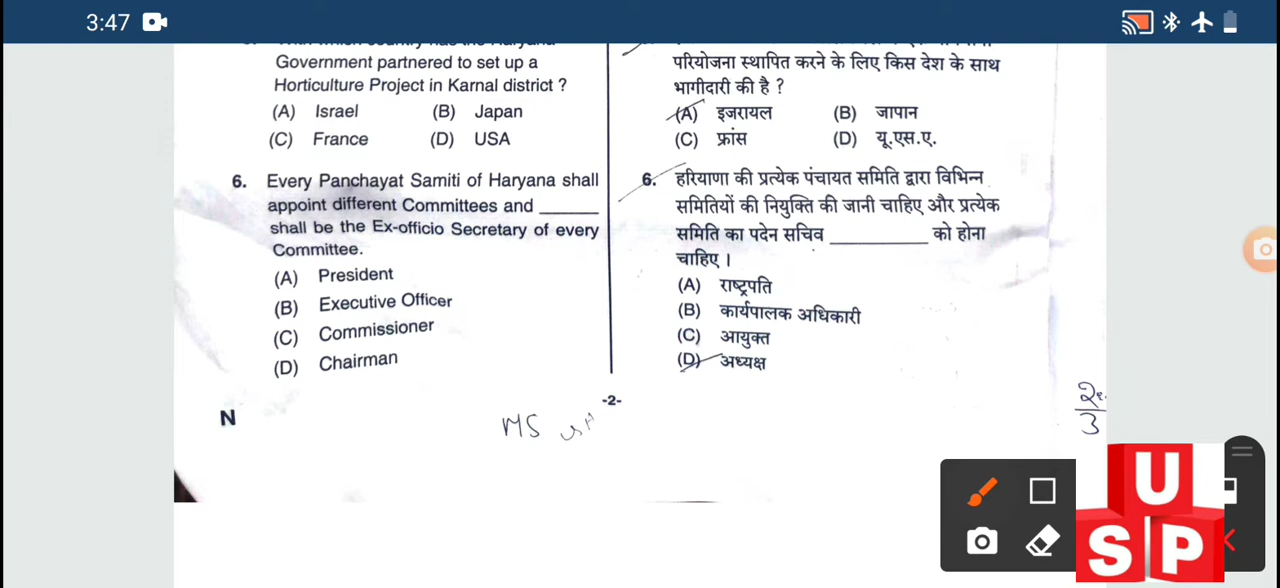 3:47
Government partnered to set up a
Horticulture Project in Karnal district ?
(A) Israel (B) Japan
(C) France (D) USA
6. Every Panchayat Samiti of Haryana shall
appoint different Committees and ______
shall be the Ex-officio Secretary of every
Committee.
(A) President
(B) Executive Officer
(C) Commissioner
(D) Chairman
परियोजना स्थापित करने के लिए किस देश के साथ
भागीदारी की है ?
(A) इजरायल (B) जापान
(C) फ्रांस (D) यू.एस.ए.
6. हरियाणा की प्रत्येक पंचायत समिति द्वारा विभिन्न
समितियों की नियुक्ति की जानी चाहिए और प्रत्येक
समिति का पदेन सचिव __________ को होना
चाहिए ।
(A) राष्ट्रपति
(B) कार्यपालक अधिकारी
(C) आयुक्त
(D) अध्यक्ष
-2-
N
MS
3
U
S P